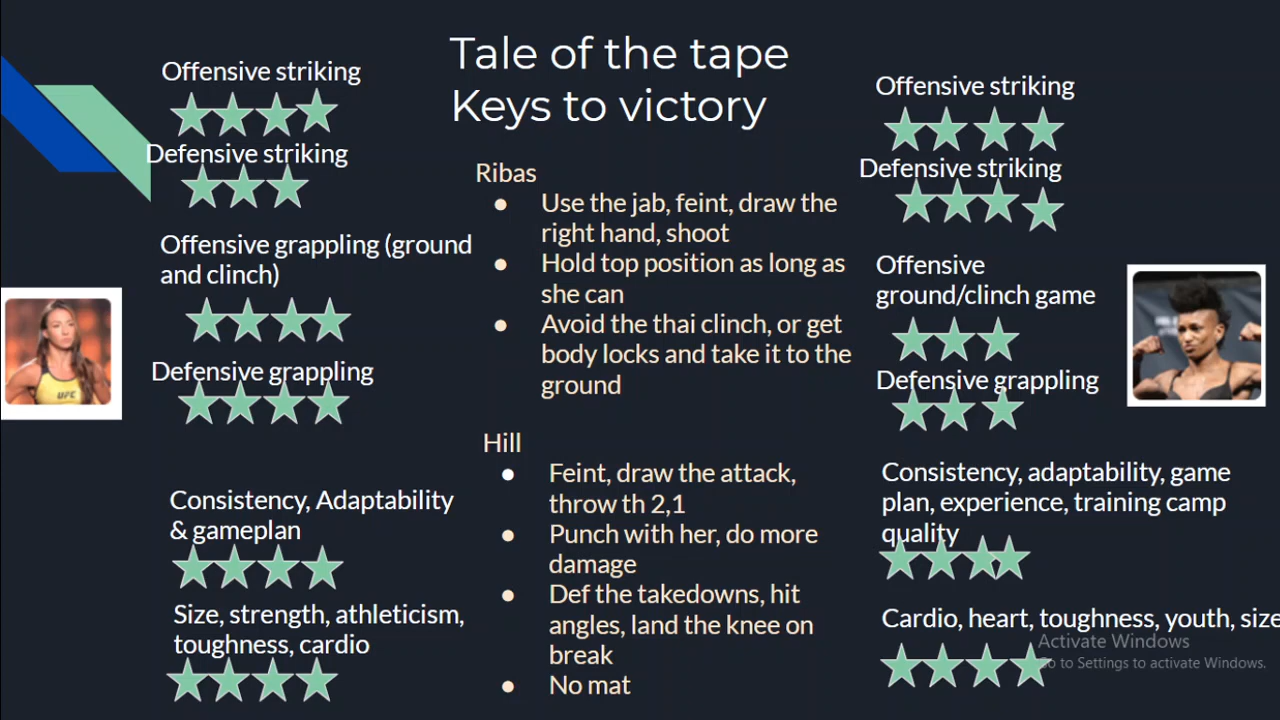 Tale of the tape
Keys to victory
Offensive striking
Defensive striking
Offensive grappling (ground
and clinch)
Defensive grappling
Consistency, Adaptability
& gameplan
Size, strength, athleticism,
toughness, cardio
UFC
Ribas
● Use the jab, feint, draw the
right hand, shoot
● Hold top position as long as
she can
● Avoid the thai clinch, or get
body locks and take it to the
ground
Hill
● Feint, draw the attack,
throw th 2,1
● Punch with her, do more
damage
● Def the takedowns, hit
angles, land the knee on
break
● No mat
Offensive striking
Defensive striking
Offensive
ground/clinch game
Defensive grappling
Consistency, adaptability, game
plan, experience, training camp
quality
Cardio, heart, toughness, youth, size
Activate Windows
Go to Settings to activate Windows.